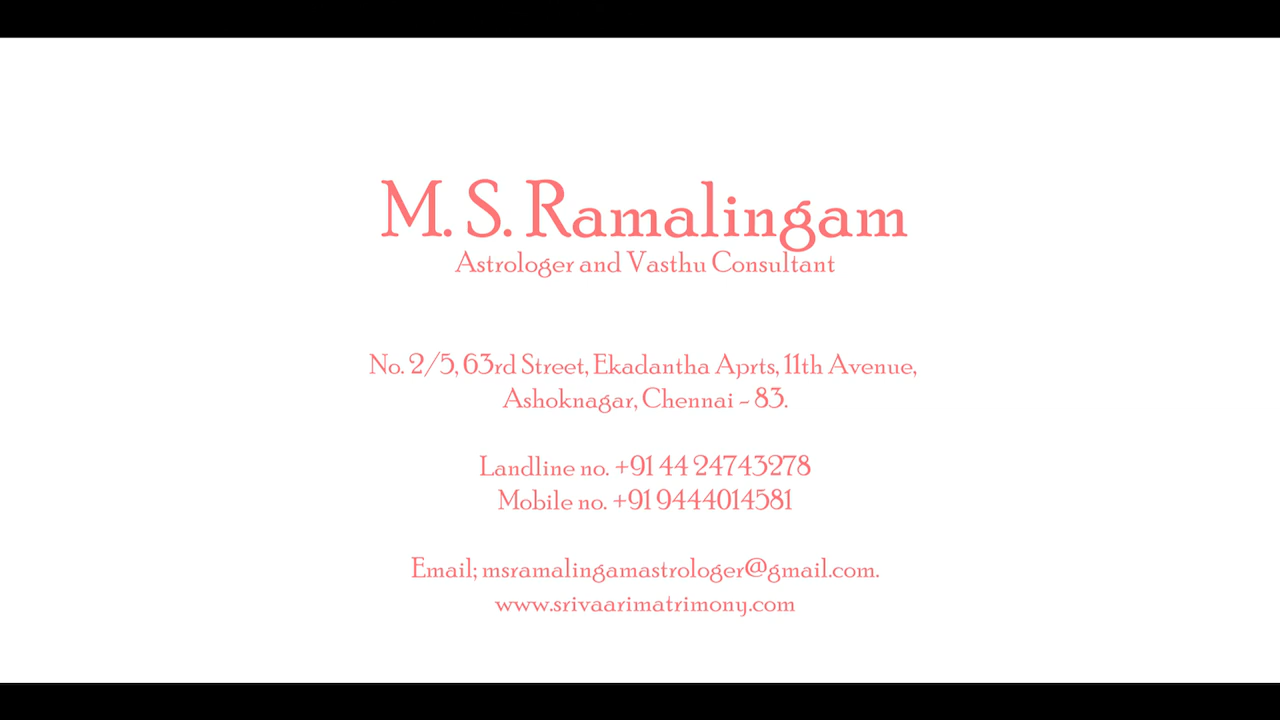 M. S. Ramalingam
Astrologer and Vasthu Consultant
No. 2/5, 63rd Street, Ekadantha Aprts, 11th Avenue,
Ashoknagar, Chennai - 83.
Landline no. +91 44 24743278
Mobile no. +91 9444014581
Email; msramalingamastrologer@gmail.com.
www.srivaarimatrimony.com